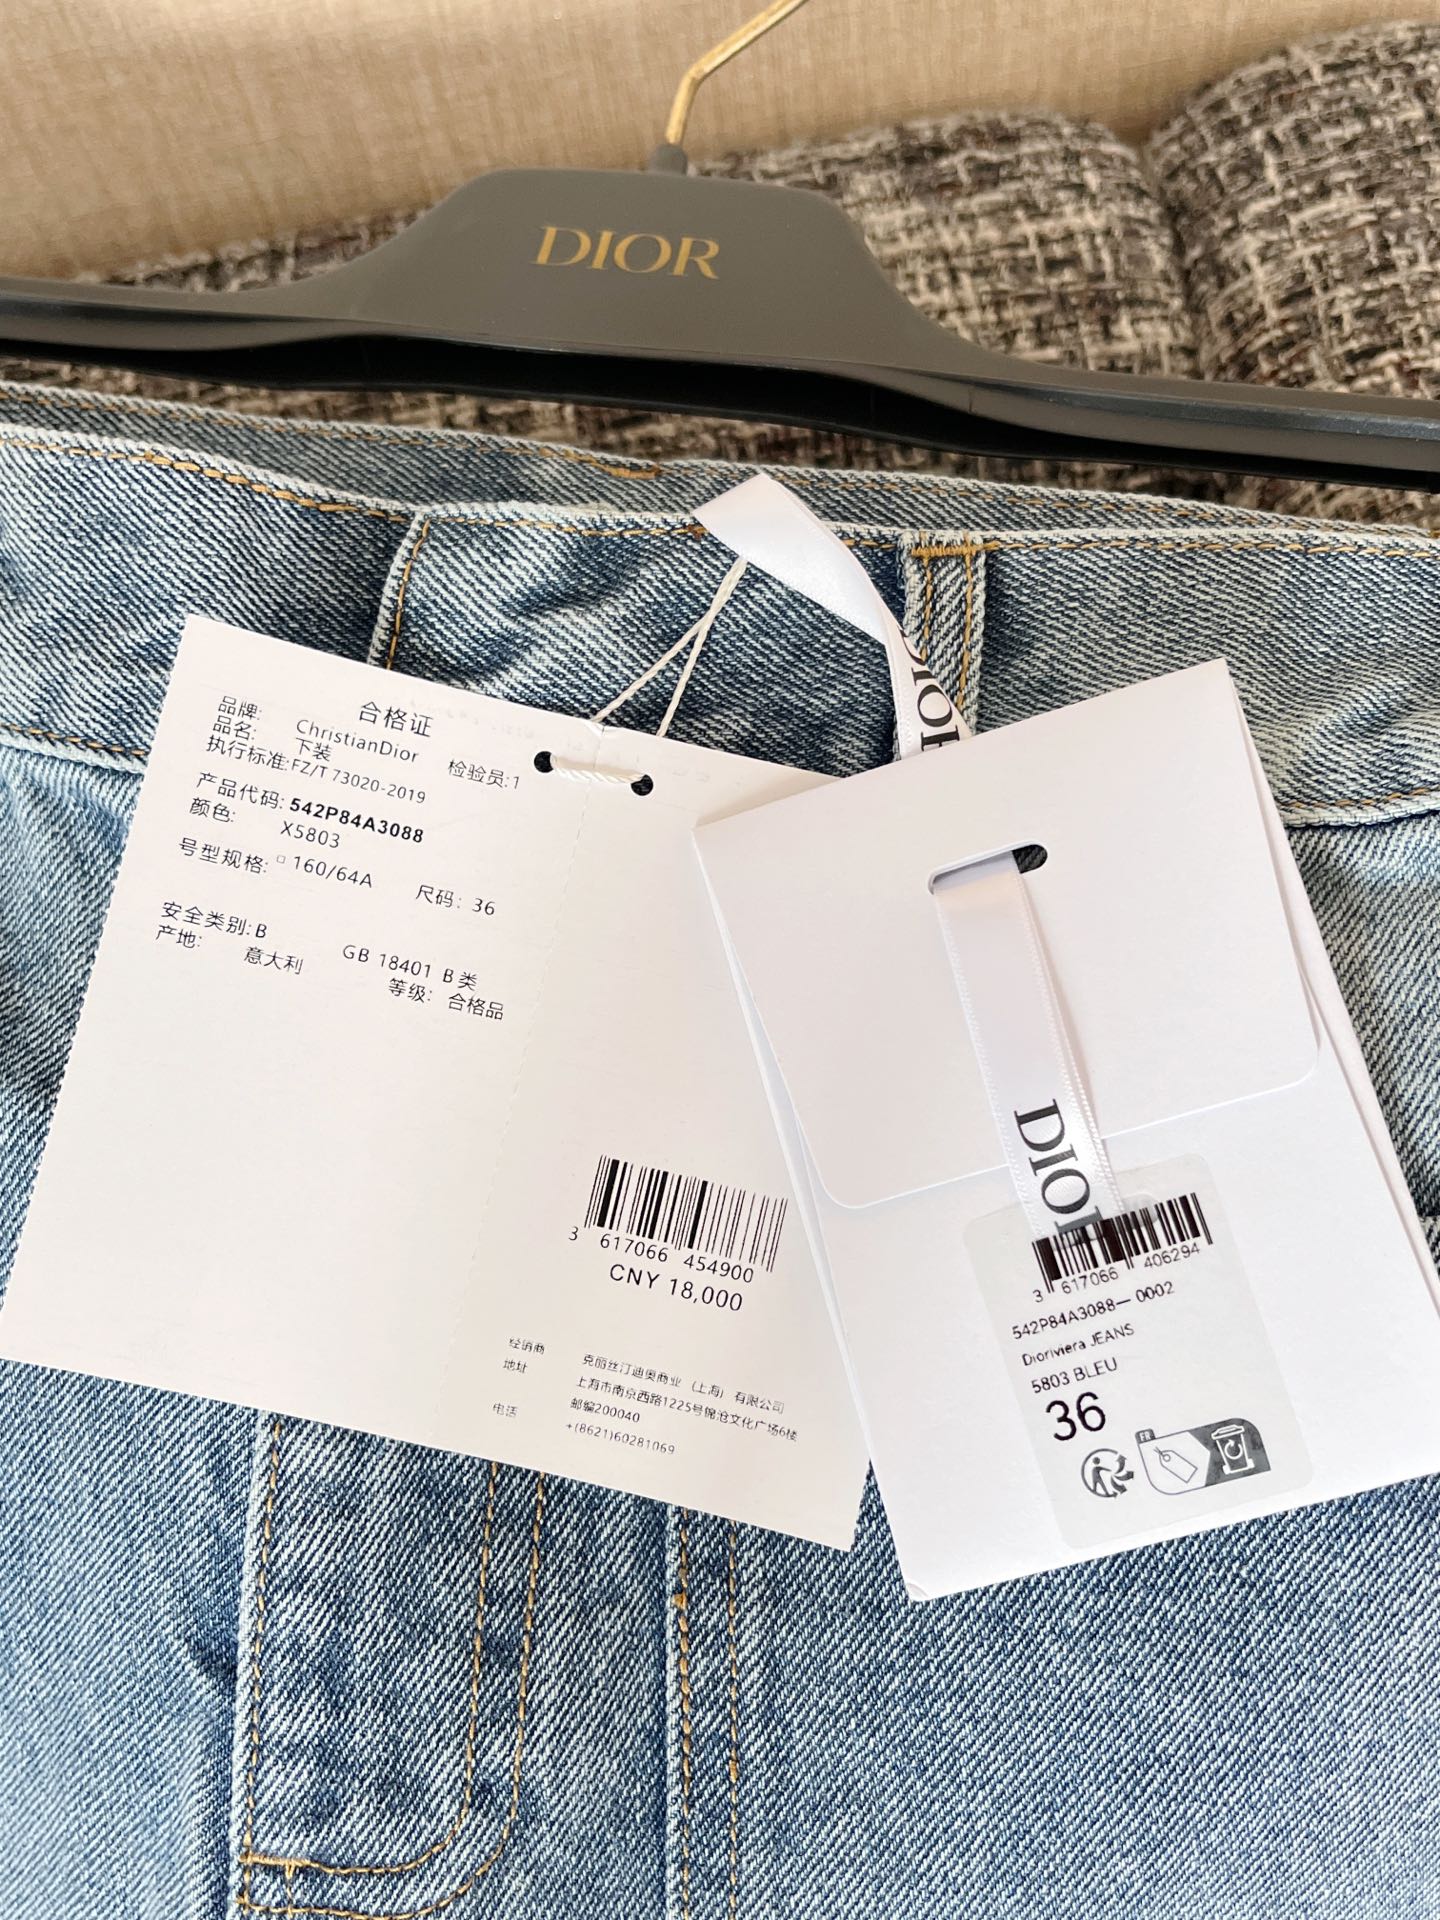 DIOR
DIOR
合格证
品牌: ChristianDior
品名: 下装 检验员:1
执行标准:FZ/T 73020-2019
产品代码: 542P84A3088
颜色: X5803
号型规格: □ 160/64A 尺码: 36
安全类别:B GB 18401 B 类
产地: 意大利 等级: 合格品
3 617066 454900
CNY 18,000
经销商 克丽丝汀迪奥商业 (上海) 有限公司
地址 上海市南京西路1225号锦沧文化广场6楼
邮编200040
电话 +(8621)60281069
DIOR
3 617066 406294
542P84A3088— 0002
Dioriviera JEANS
5803 BLEU
36
FR